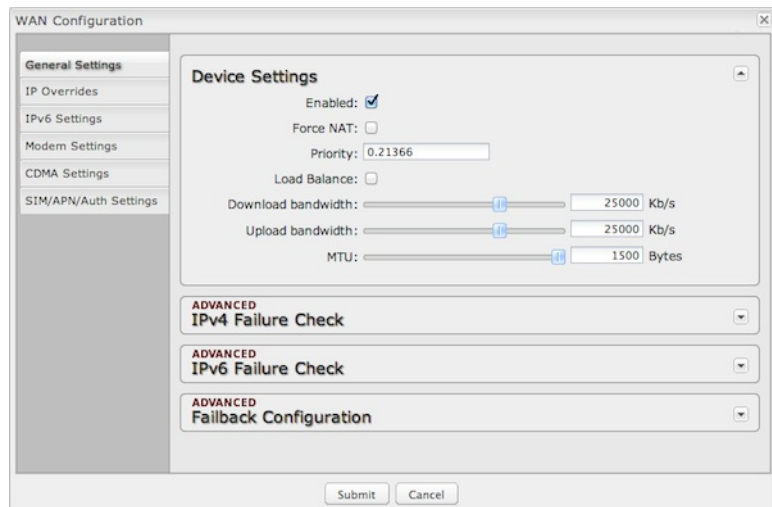 WAN Configuration
General Settings
IP Overrides
IPv6 Settings
Modem Settings
CDMA Settings
SIM/APN/Auth Settings
Device Settings
Enabled:
Force NAT:
Priority: 0.21366
Load Balance:
Download bandwidth: 25000 Kb/s
Upload bandwidth: 25000 Kb/s
MTU: 1500 Bytes
ADVANCED
IPv4 Failure Check
ADVANCED
IPv6 Failure Check
ADVANCED
Failback Configuration
Submit Cancel